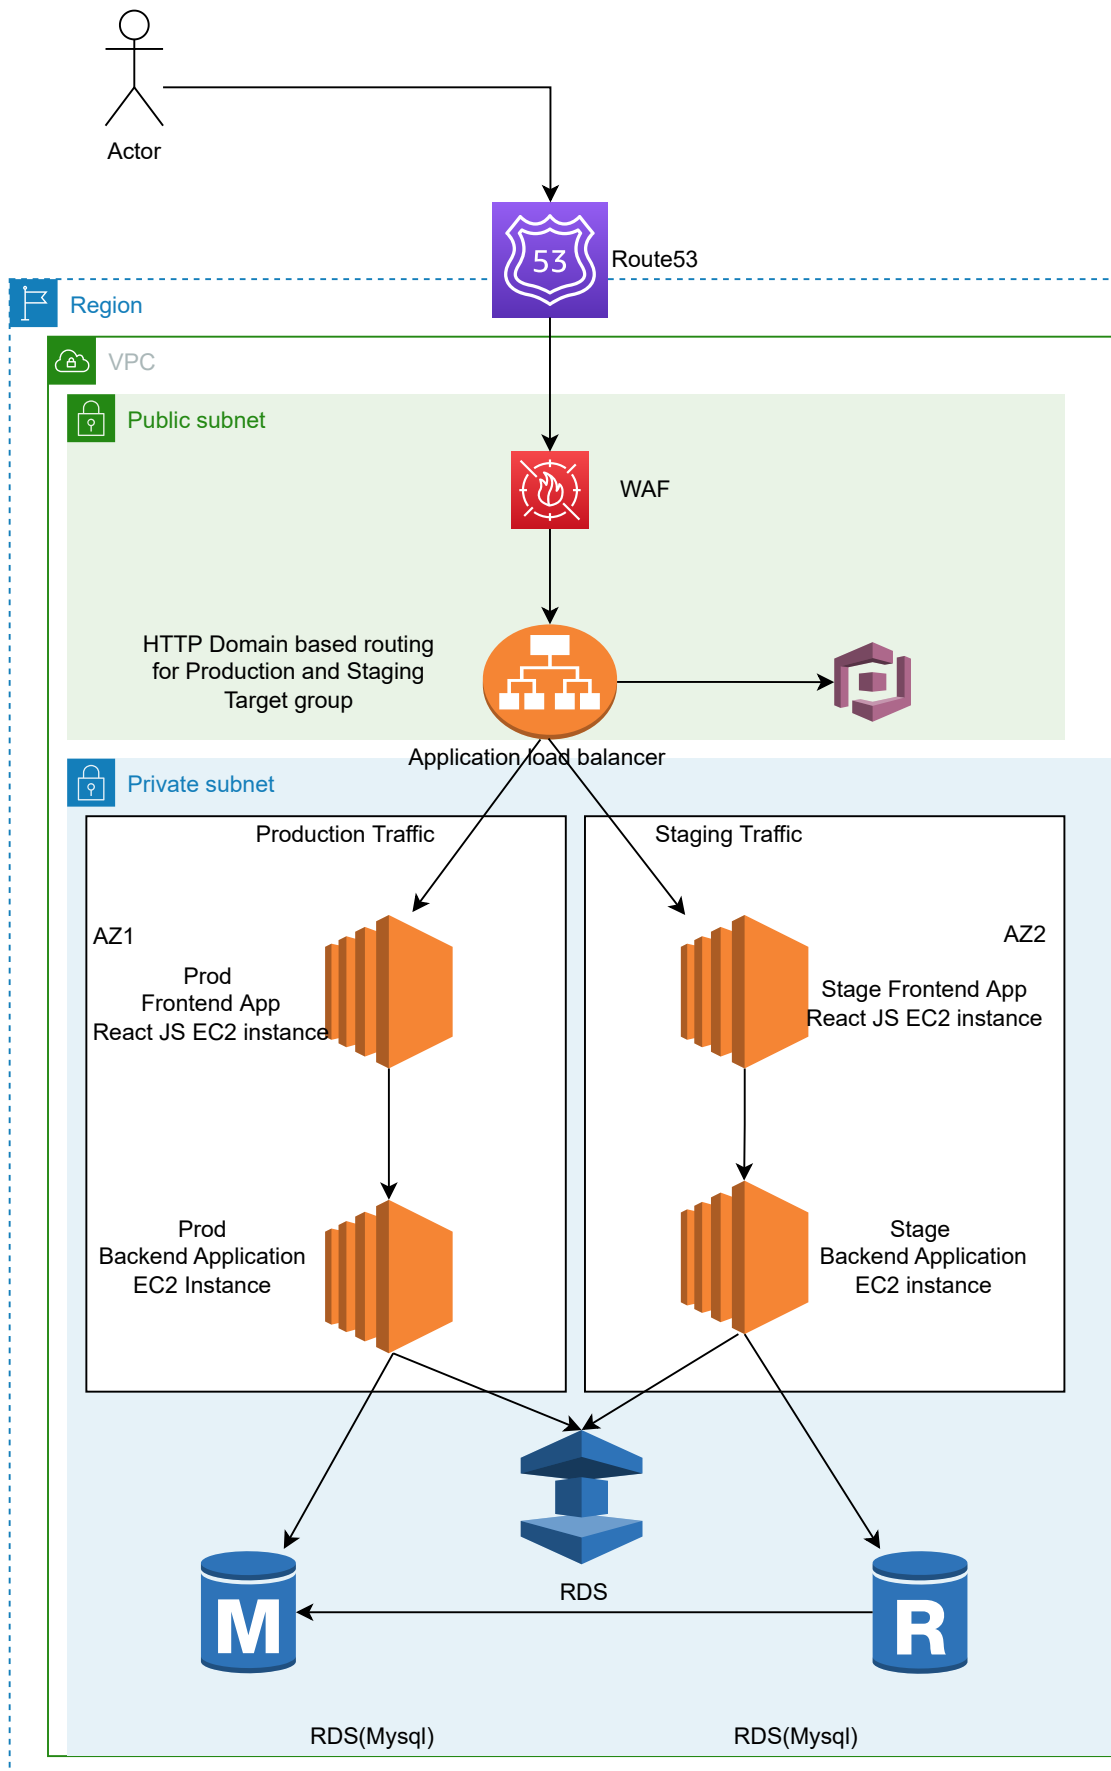 Actor
53
Route53
Region
VPC
Public subnet
WAF
HTTP Domain based routing
for Production and Staging
Target group
Application load balancer
Private subnet
Production Traffic
Staging Traffic
AZ1
AZ2
Prod
Frontend App
React JS EC2 instance
Stage Frontend App
React JS EC2 instance
Prod
Backend Application
EC2 Instance
Stage
Backend Application
EC2 instance
RDS
M
R
RDS(Mysql)
RDS(Mysql)